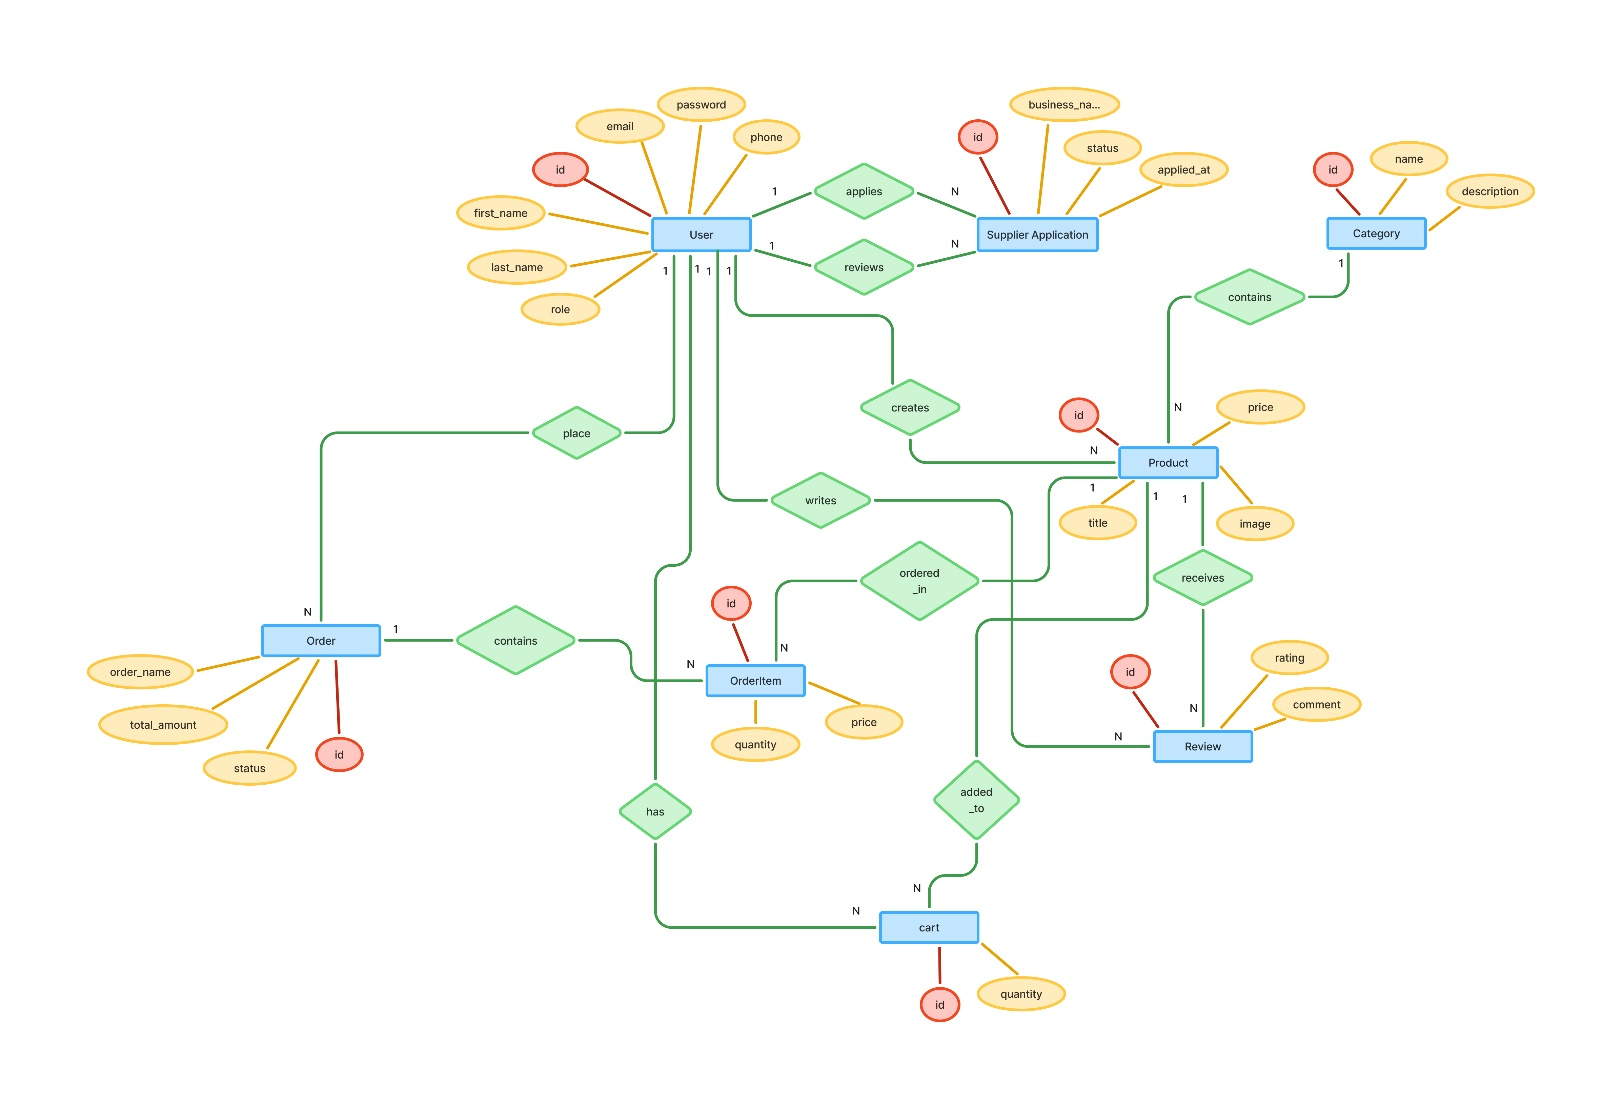 password
business_na...
email
phone
id
status
name
id
id
applied_at
description
1
applies
N
first_name
User
Supplier Application
Category
1
reviews
N
last_name
1
1
1
1
1
role
contains
place
creates
N
id
price
N
Product
1
1
1
writes
title
image
ordered
_in
receives
id
N
Order
1
contains
N
N
order_name
OrderItem
id
rating
total_amount
quantity
price
N
comment
status
id
N
Review
has
added
_to
N
N
cart
id
quantity